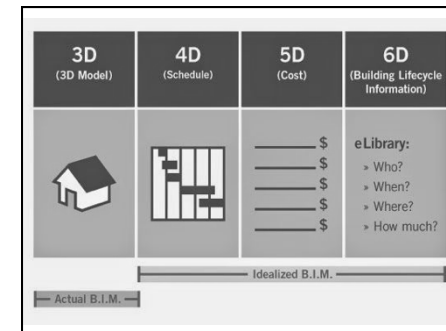 3D
(3D Model)
4D
(Schedule)
5D
(Cost)
6D
(Building Lifecycle
Information)
$
$
$
$
$
eLibrary:
» Who?
» When?
» Where?
» How much?
Idealized B.I.M.
Actual B.I.M.